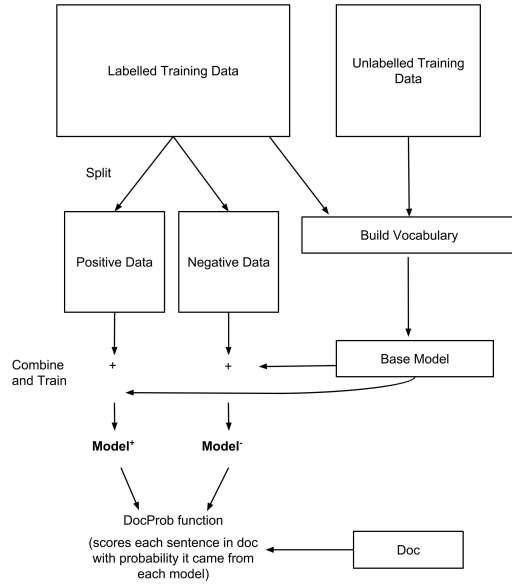 Labelled Training Data
Unlabelled Training
Data
Split
Build Vocabulary
Positive Data
Negative Data
Combine
and Train
+
+
Base Model
Model⁺
Model⁻
DocProb function
(scores each sentence in doc
with probability it came from
each model)
Doc